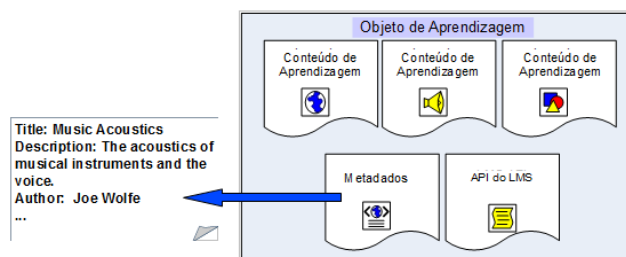 Objeto de Aprendizagem
Conteúdo de
Aprendizagem
Conteúdo de
Aprendizagem
Conteúdo de
Aprendizagem
Title: Music Acoustics
Description: The acoustics of
musical instruments and the
voice.
Author: Joe Wolfe
...
Metadados
API do LMS